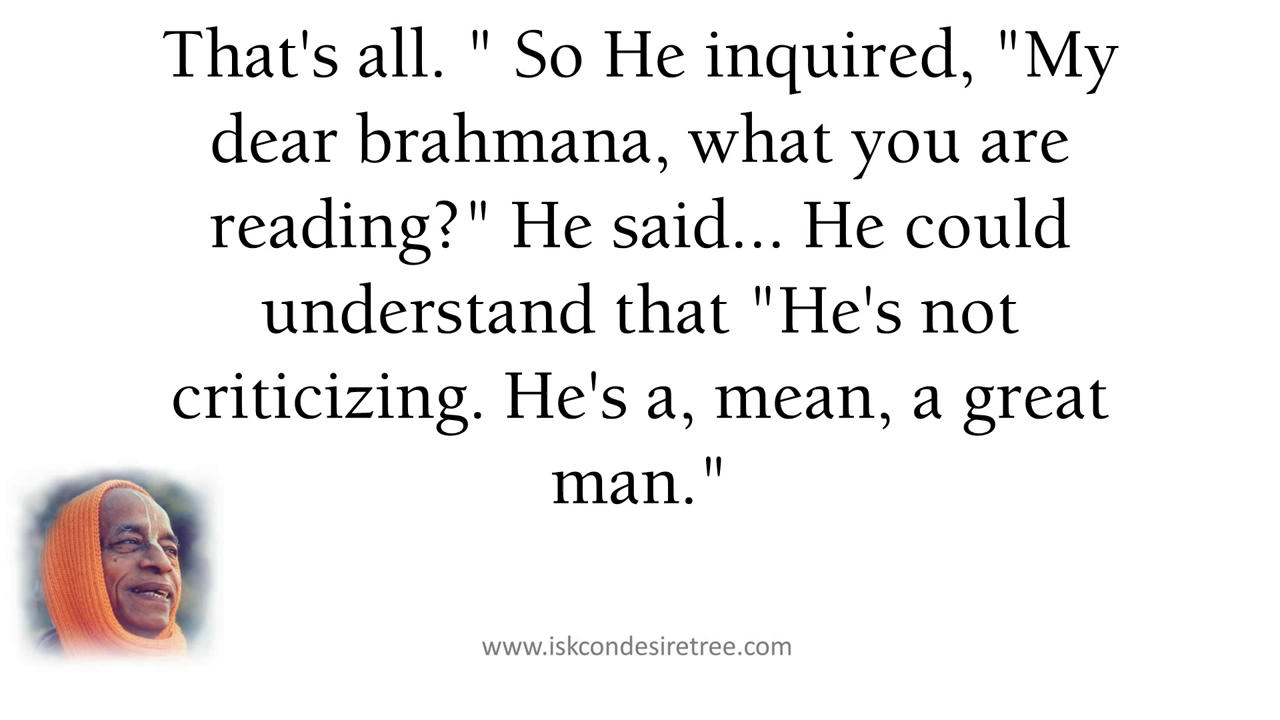 That's all. " So He inquired, "My
dear brahmana, what you are
reading?" He said... He could
understand that "He's not
criticizing. He's a, mean, a great
man."
www.iskcondesiretree.com